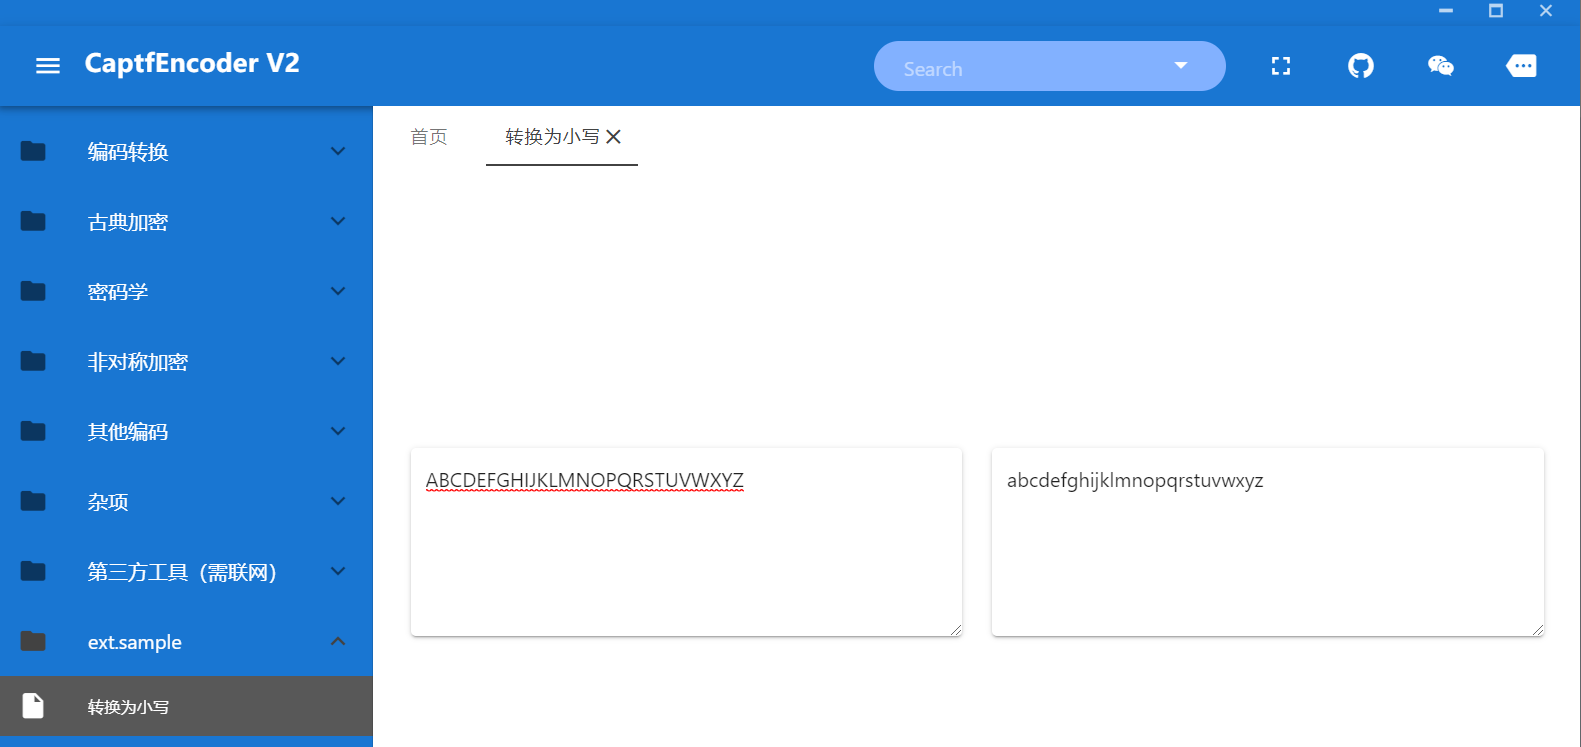 CaptfEncoder V2
Search
编码转换
古典加密
密码学
非对称加密
其他编码
杂项
第三方工具（需联网）
ext.sample
转换为小写
首页
转换为小写
ABCDEFGHIJKLMNOPQRSTUVWXYZ
abcdefghijklmnopqrstuvwxyz